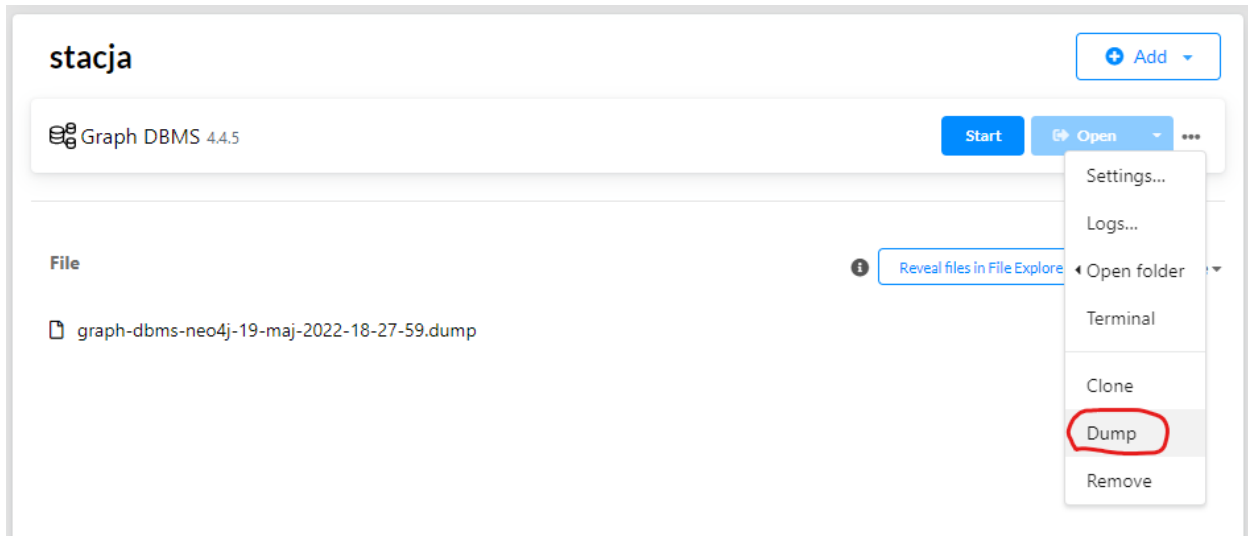 stacja
Add
Graph DBMS 4.4.5
Start
Open
Settings...
Logs...
File
Reveal files in File Explore
Open folder
graph-dbms-neo4j-19-maj-2022-18-27-59.dump
Terminal
Clone
Dump
Remove